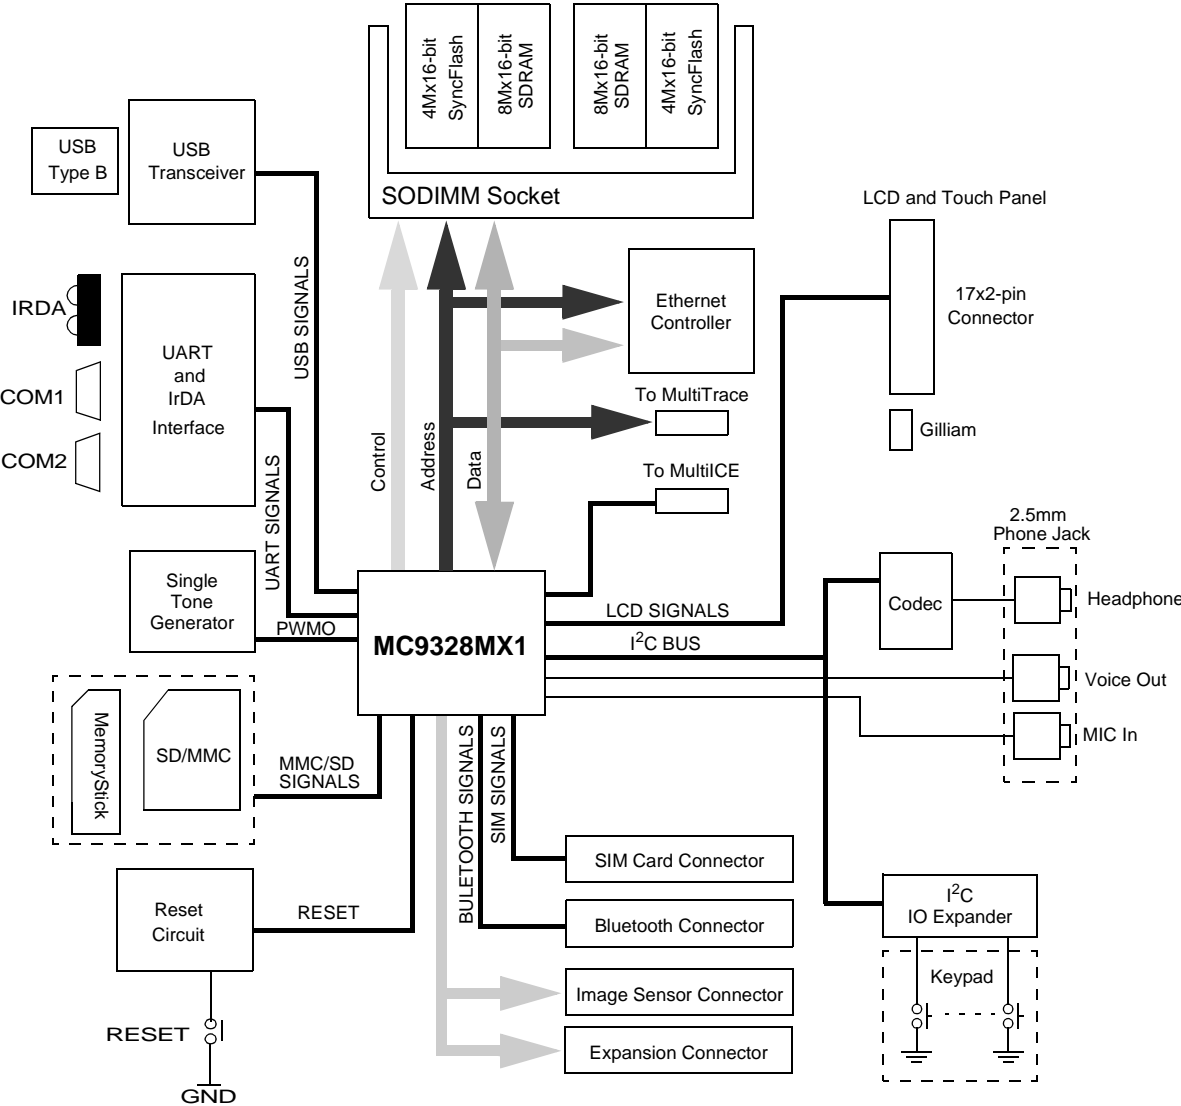 4Mx16-bit
SyncFlash
8Mx16-bit
SDRAM
8Mx16-bit
SDRAM
4Mx16-bit
SyncFlash
SODIMM Socket
USB
Type B
USB
Transceiver
LCD and Touch Panel
17x2-pin
Connector
Gilliam
IRDA
COM1
COM2
UART
and
IrDA
Interface
USB SIGNALS
UART SIGNALS
Control
Address
Data
Ethernet
Controller
To MultiTrace
To MultiICE
Single
Tone
Generator
PWMO
MC9328MX1
LCD SIGNALS
I2C BUS
Codec
2.5mm
Phone Jack
Headphone
Voice Out
MIC In
MemoryStick
SD/MMC
MMC/SD
SIGNALS
BULETOOTH SIGNALS
SIM SIGNALS
SIM Card Connector
Bluetooth Connector
Image Sensor Connector
Expansion Connector
Reset
Circuit
RESET
RESET
GND
I2C
IO Expander
Keypad